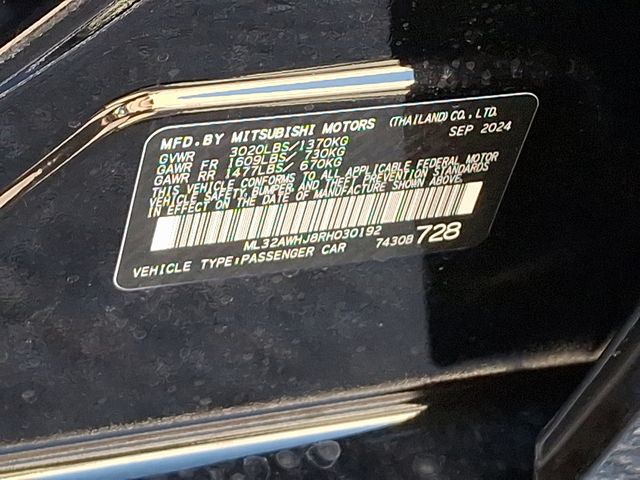 MFD. BY MITSUBISHI MOTORS (THAILAND) CO., LTD.
GVWR 3020LBS/1370KG SEP 2024
GAWR FR 1609LBS/ 730KG
GAWR RR 1477LBS/ 670KG
THIS VEHICLE CONFORMS TO ALL APPLICABLE FEDERAL MOTOR
VEHICLE SAFETY, BUMPER, AND THEFT PREVENTION STANDARDS
IN EFFECT ON THE DATE OF MANUFACTURE SHOWN ABOVE.
ML32AWHJ8RH030192
VEHICLE TYPE:PASSENGER CAR 7430B 728